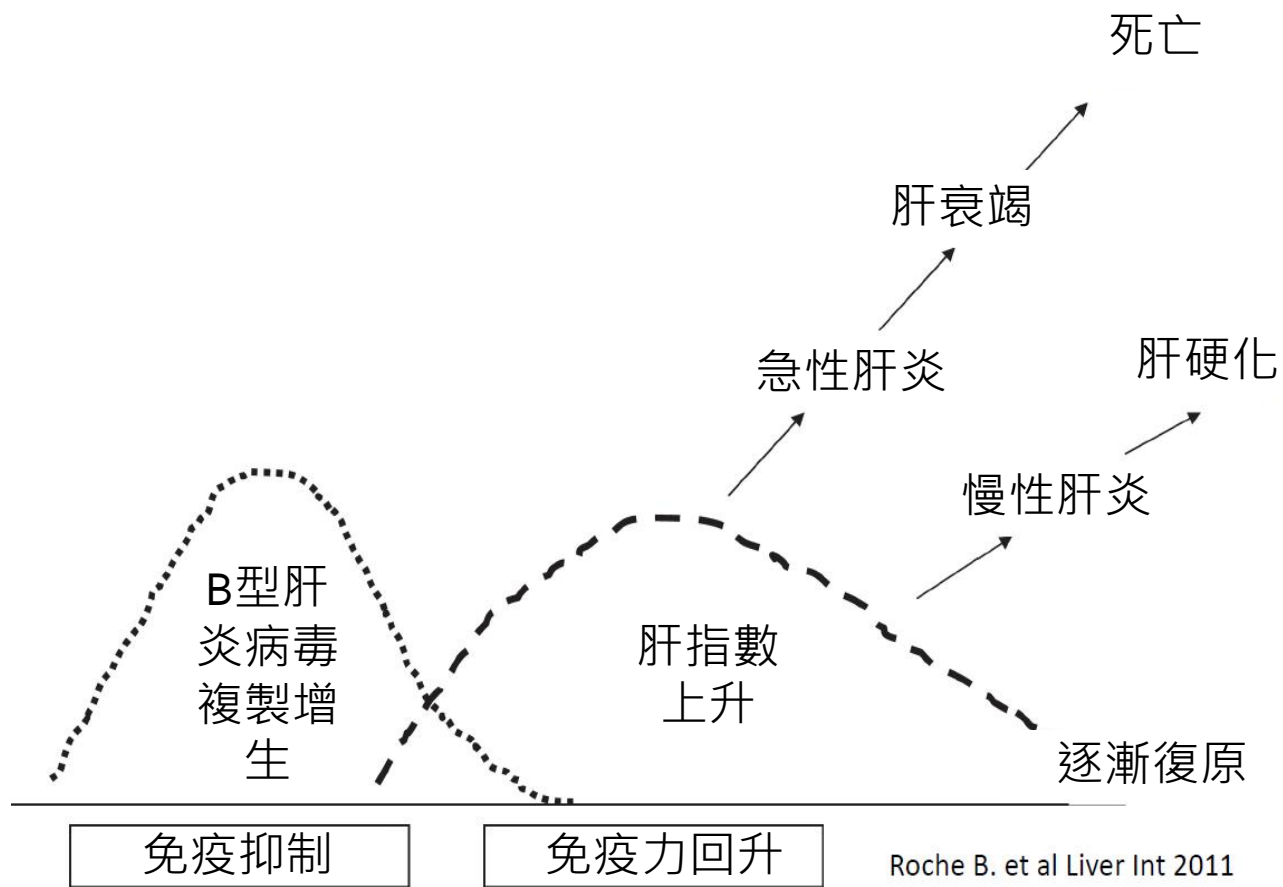 死亡
肝衰竭
急性肝炎
肝硬化
慢性肝炎
B型肝
炎病毒
複製增
生
肝指數
上升
逐漸復原
免疫抑制
免疫力回升
Roche B. et al Liver Int 2011